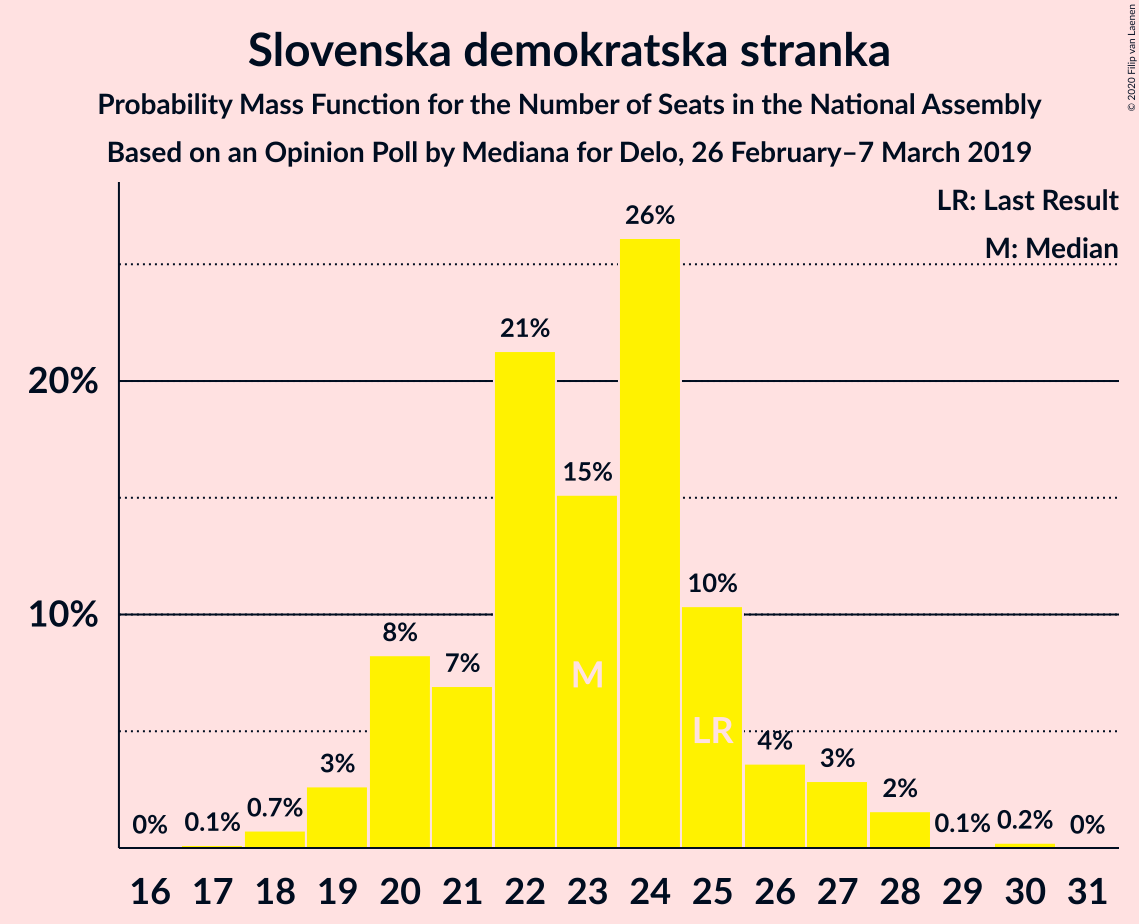 Slovenska demokratska stranka
Probability Mass Function for the Number of Seats in the National Assembly
Based on an Opinion Poll by Mediana for Delo, 26 February–7 March 2019
© 2020 Filip van Laenen
LR: Last Result
M: Median
26%
21%
20%
15%
10%
10%
8%
7%
M
LR
4%
3%
3%
2%
0%
0.1%
0.7%
0.1%
0.2%
0%
16 17 18 19 20 21 22 23 24 25 26 27 28 29 30 31